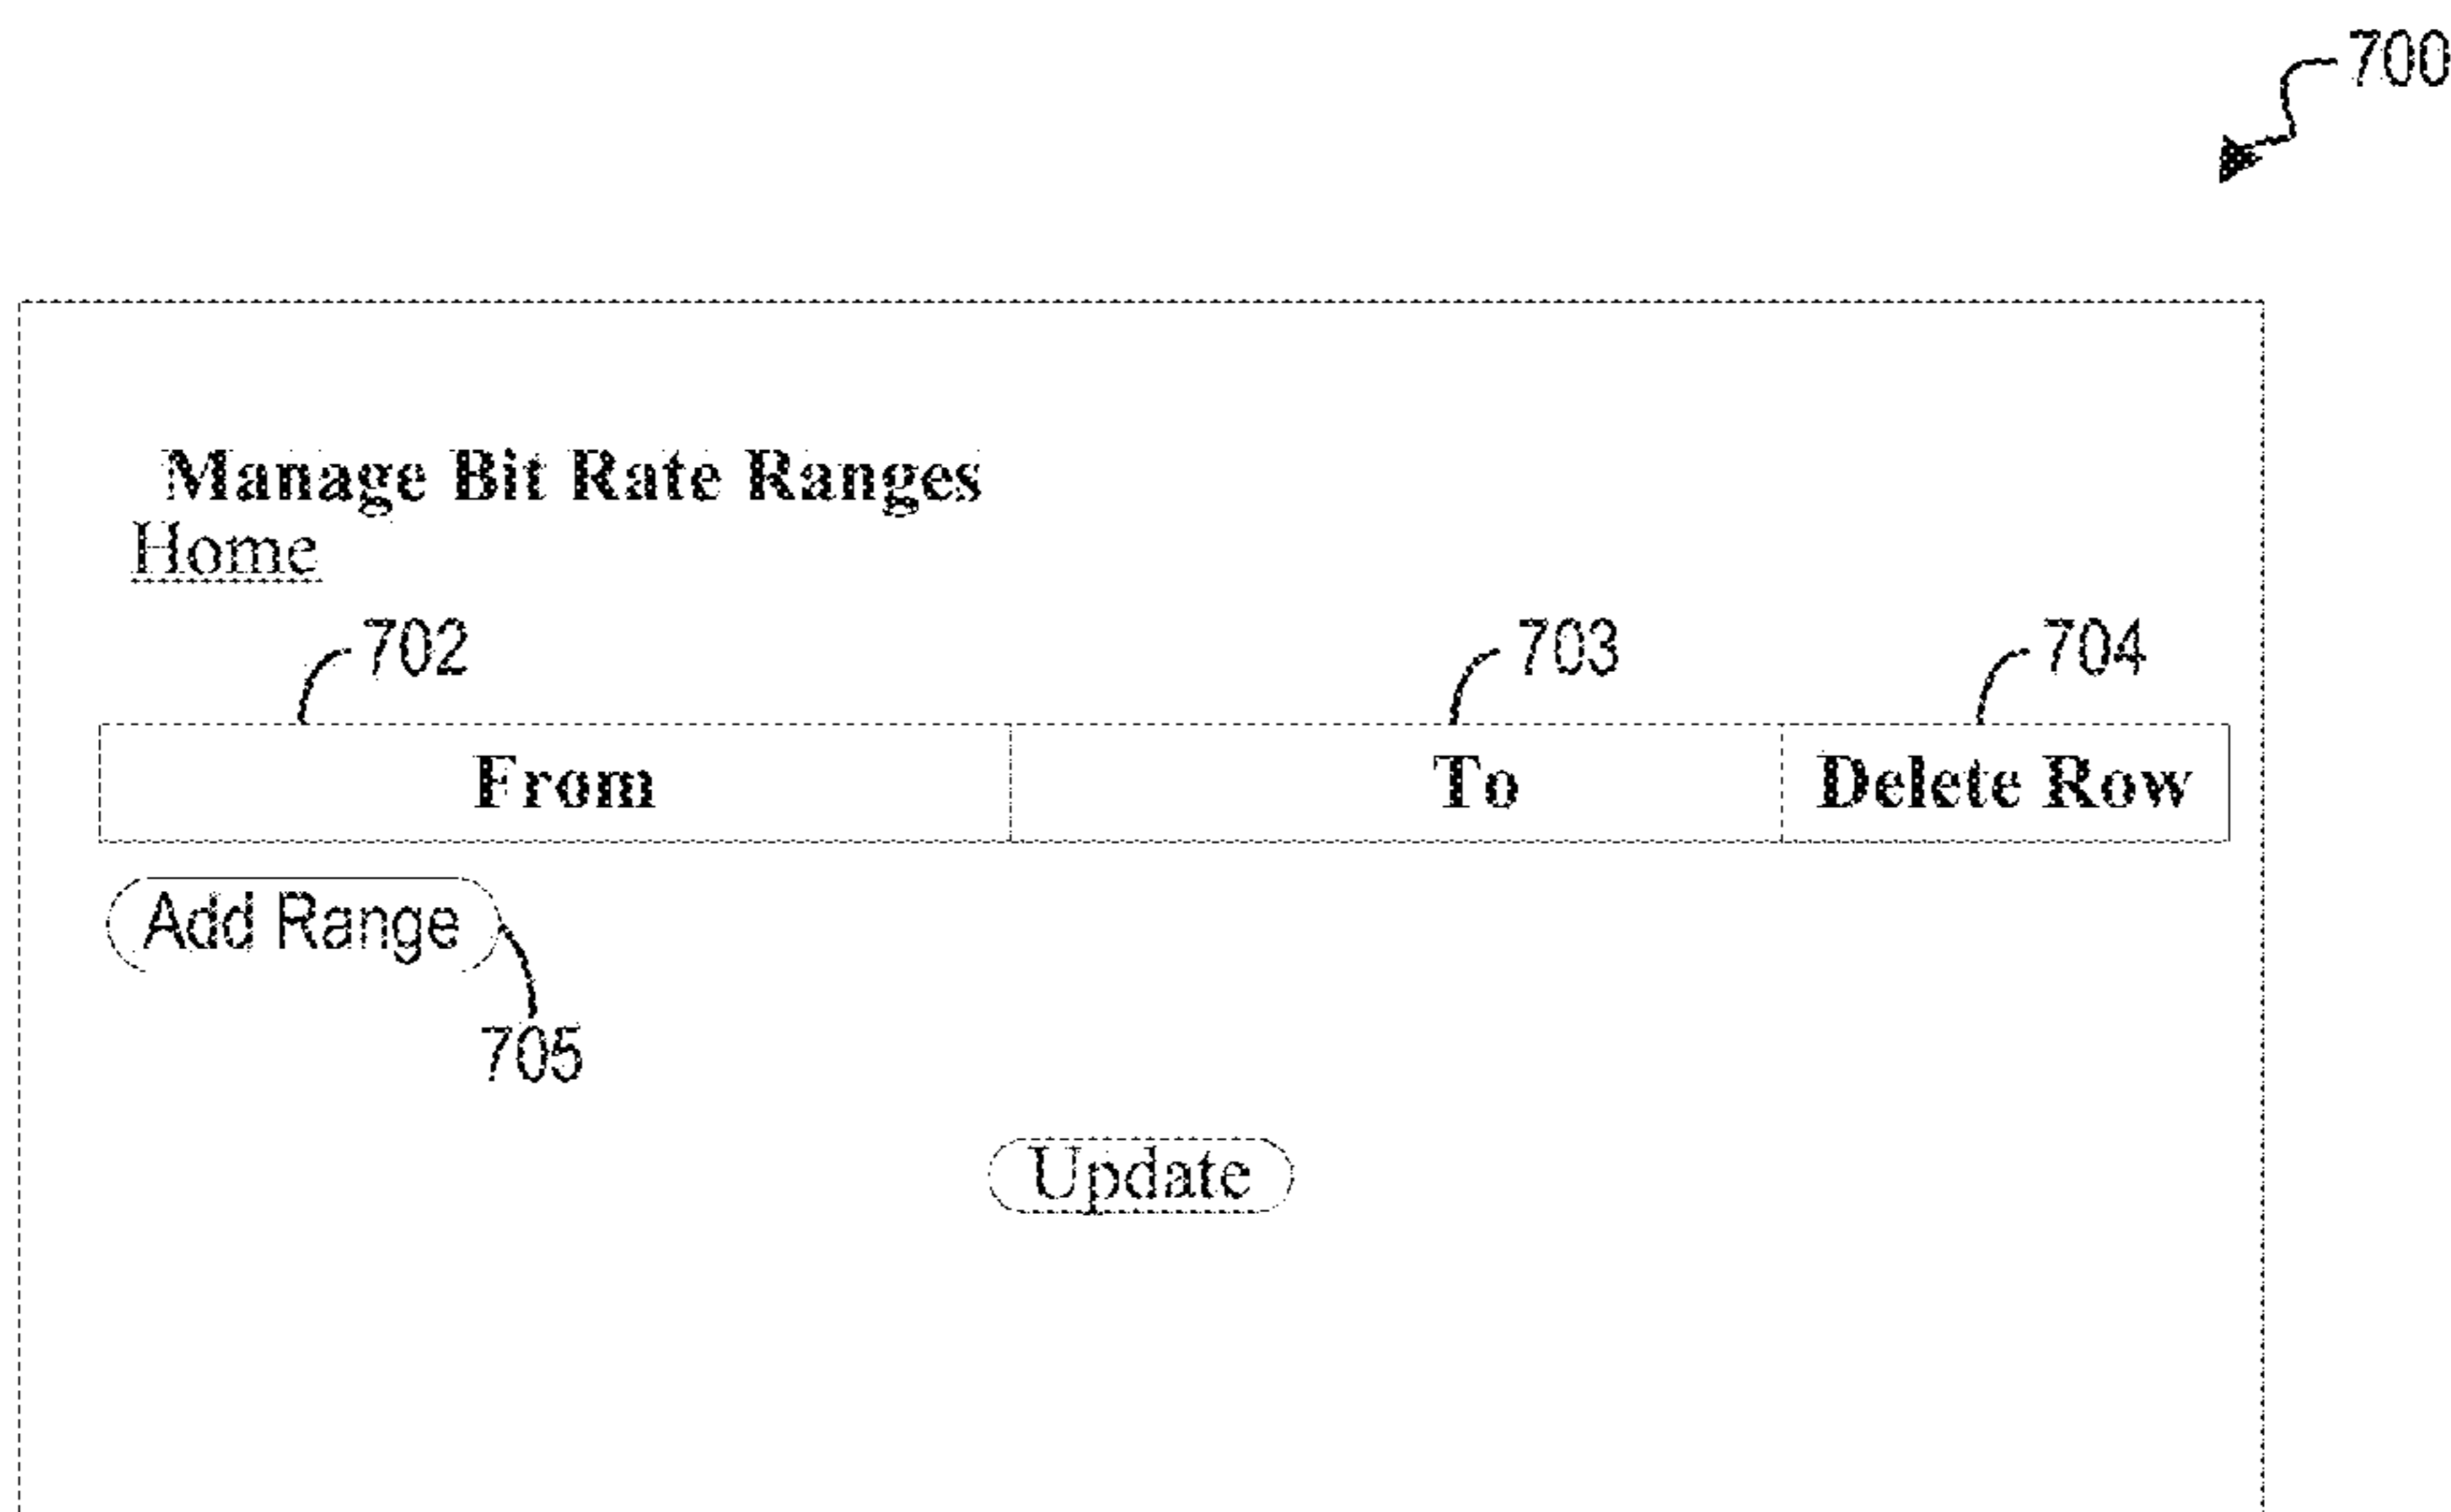 700
Manage Bit Rate Ranges
Home
702 703 704
From To Delete Row
Add Range
705
Update